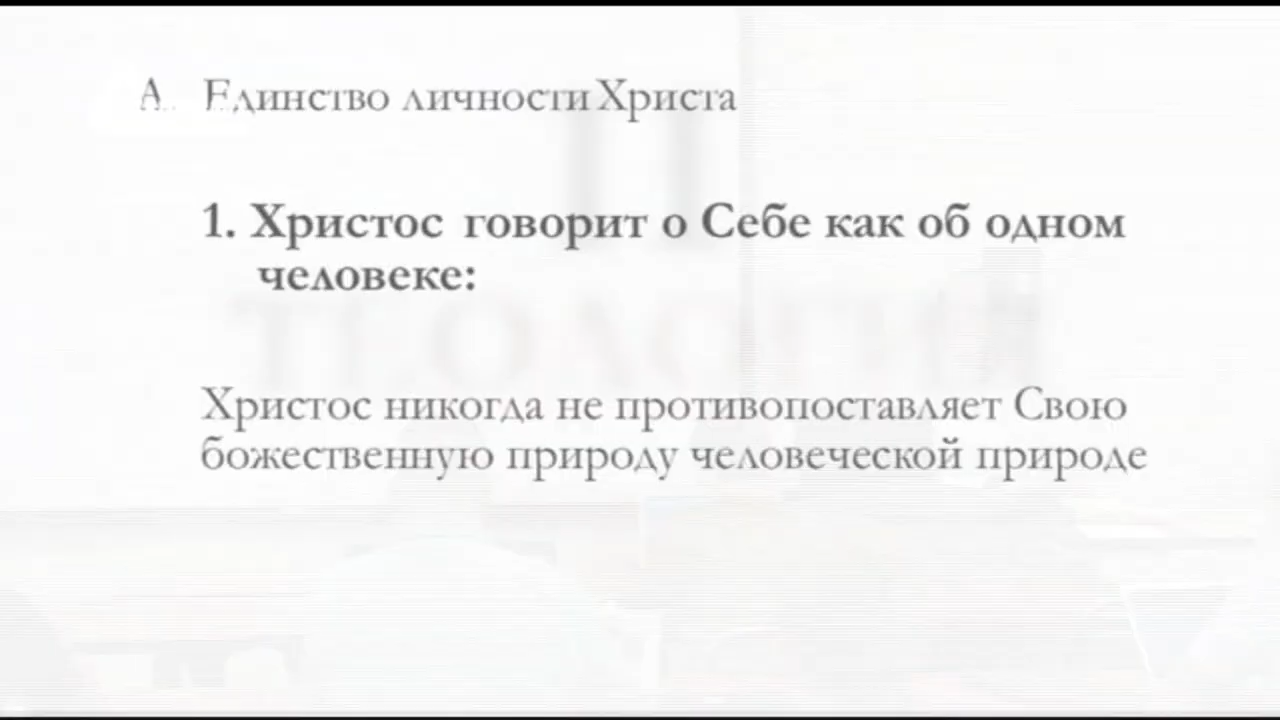 А. Единство личности Христа
1. Христос говорит о Себе как об одном
человеке:
Христос никогда не противопоставляет Свою
божественную природу человеческой природе